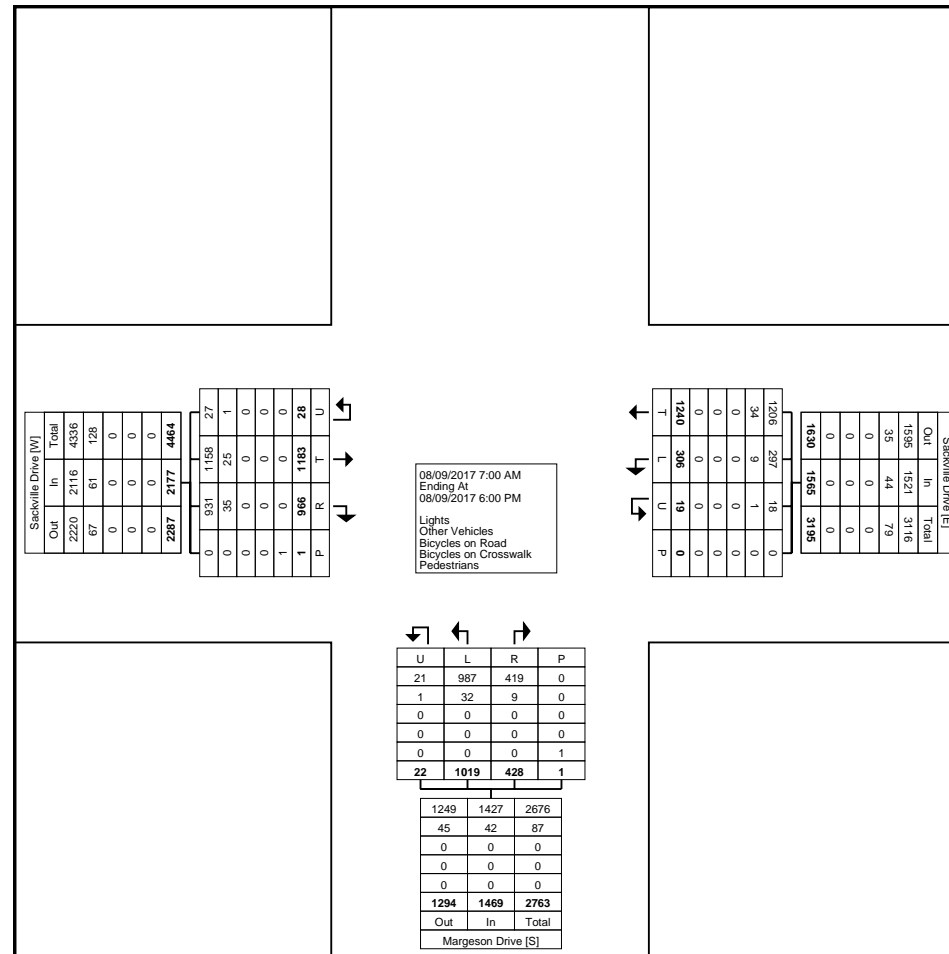 U T R P
28 1183 966 1
0 0 0 1
0 0 0 0
0 0 0 0
1 25 35 0
27 1158 931 0
4464 2177 2287
0 0 0
0 0 0
0 0 0
128 61 67
4336 2116 2220
Total In Out
Sackville Drive [W]
08/09/2017 7:00 AM
Ending At
08/09/2017 6:00 PM
Lights
Other Vehicles
Bicycles on Road
Bicycles on Crosswalk
Pedestrians
Sackville Drive [E]
Out In Total
1595 1521 3116
35 44 79
0 0 0
0 0 0
0 0 0
1630 1565 3195
1206 297 18 0
34 9 1 0
0 0 0 0
0 0 0 0
0 0 0 0
1240 306 19 0
T L U P
U L R P
21 987 419 0
1 32 9 0
0 0 0 0
0 0 0 0
0 0 0 1
22 1019 428 1
1249 1427 2676
45 42 87
0 0 0
0 0 0
0 0 0
1294 1469 2763
Out In Total
Margeson Drive [S]